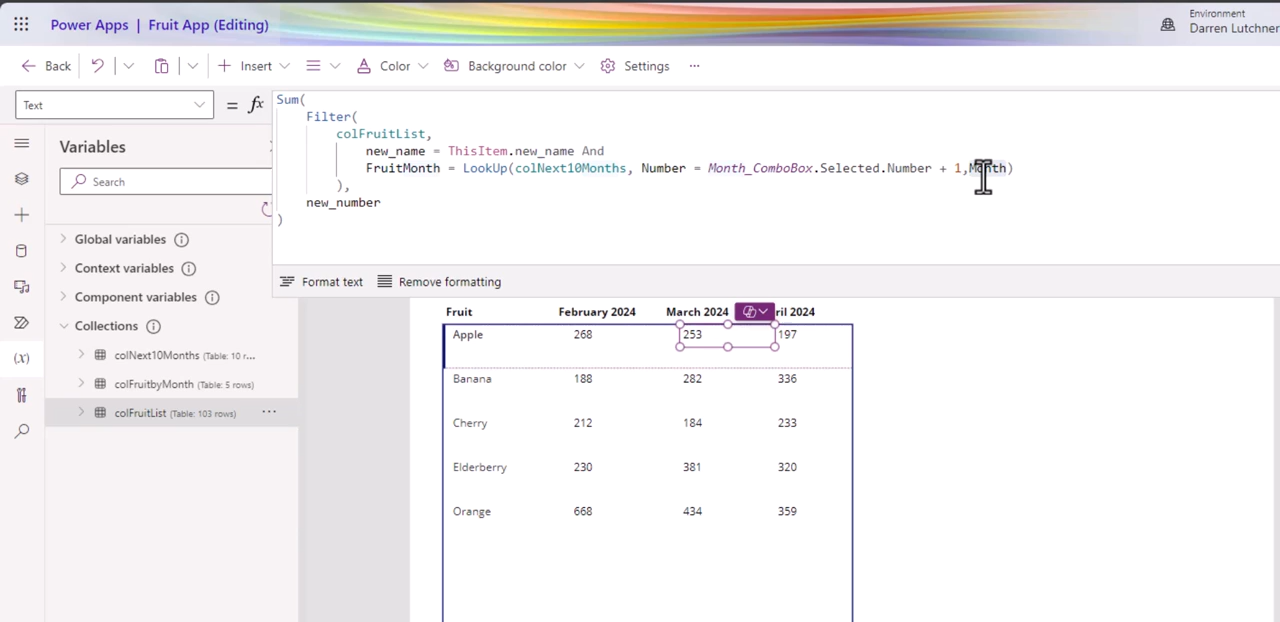 Power Apps | Fruit App (Editing)
Environment
Darren Lutchner
Back
Insert
Color
Background color
Settings
...
Text
= fx
Sum(
Filter(
colFruitList,
new_name = ThisItem.new_name And
FruitMonth = LookUp(colNext10Months, Number = Month_ComboBox.Selected.Number + 1,Month)
),
new_number
)
Variables
Search
Global variables
Context variables
Component variables
Collections
colNext10Months (Table: 10 r...
colFruitbyMonth (Table: 5 rows)
colFruitList (Table: 103 rows) ...
(x)
Format text
Remove formatting
Fruit February 2024 March 2024 ril 2024
Apple 268 253 197
Banana 188 282 336
Cherry 212 184 233
Elderberry 230 381 320
Orange 668 434 359